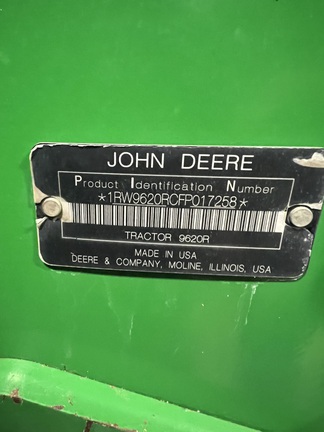 JOHN DEERE
Product Identification Number
*1RW9620RCFP017258*
TRACTOR 9620R
MADE IN USA
DEERE & COMPANY, MOLINE, ILLINOIS, USA